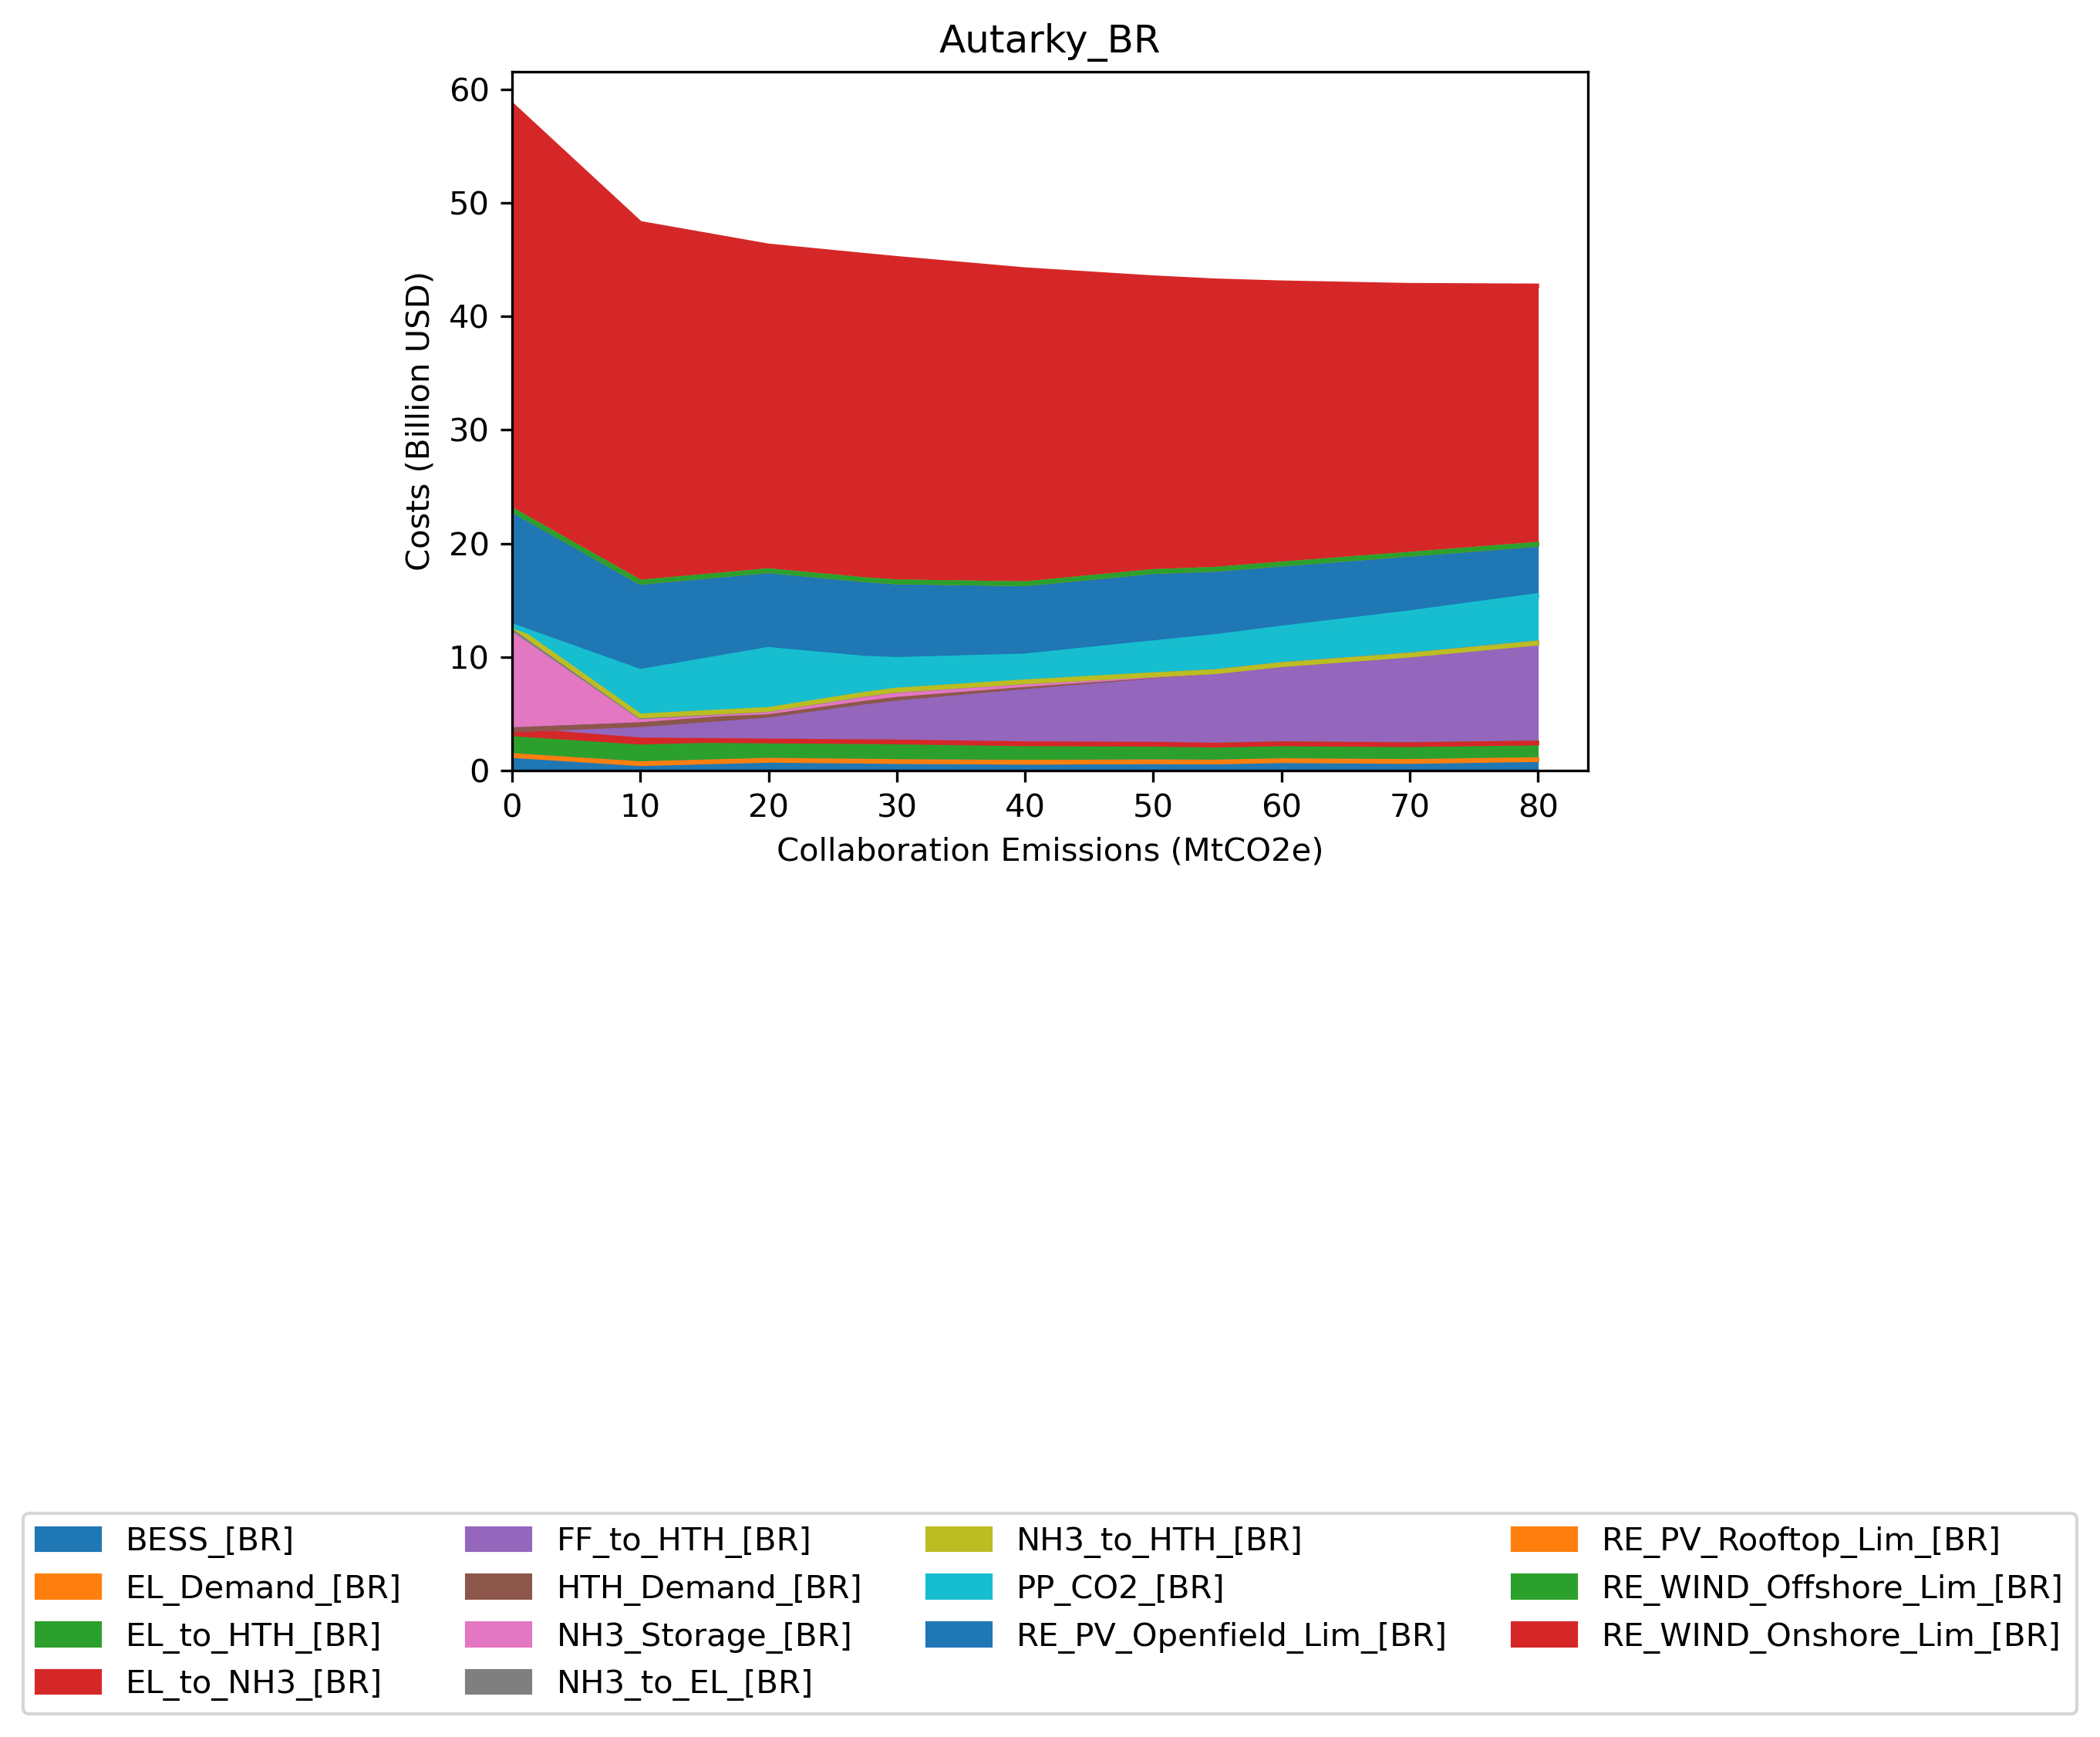 Autarky_BR
Costs (Billion USD)
60
50
40
30
20
10
0
0 10 20 30 40 50 60 70 80
Collaboration Emissions (MtCO2e)
BESS_[BR]
EL_Demand_[BR]
EL_to_HTH_[BR]
EL_to_NH3_[BR]
FF_to_HTH_[BR]
HTH_Demand_[BR]
NH3_Storage_[BR]
NH3_to_EL_[BR]
NH3_to_HTH_[BR]
PP_CO2_[BR]
RE_PV_Openfield_Lim_[BR]
RE_PV_Rooftop_Lim_[BR]
RE_WIND_Offshore_Lim_[BR]
RE_WIND_Onshore_Lim_[BR]